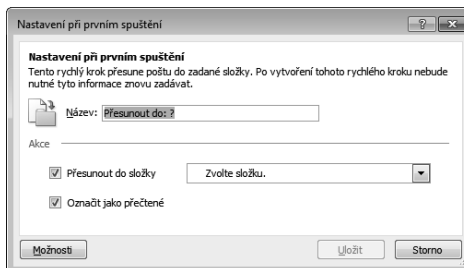 Nastavení při prvním spuštění
Nastavení při prvním spuštění
Tento rychlý krok přesune poštu do zadané složky. Po vytvoření tohoto rychlého kroku nebude
nutné tyto informace znovu zadávat.
Název: Přesunout do: ?
Akce
Přesunout do složky Zvolte složku.
Označit jako přečtené
Možnosti Uložit Storno